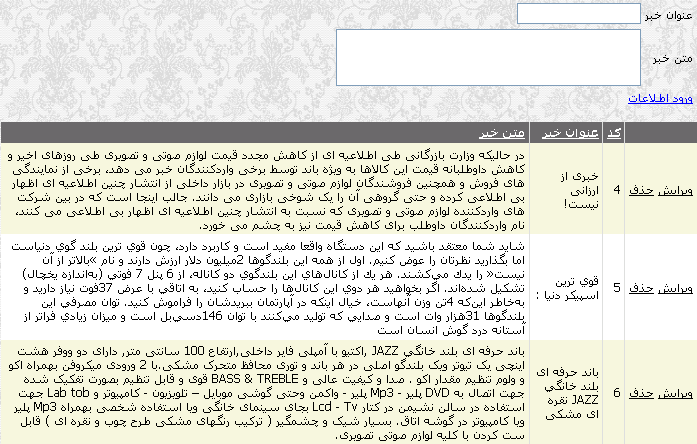 عنوان خبر
متن خبر
ورود اطلاعات
کد عنوان خبر متن خبر
ویرایش حذف 4
خبری از
ارزانی
نیست!
در حالیکه وزارت بازرگانی طی اطلاعیه ای از کاهش مجدد قیمت لوازم صوتی و تصویری طی روزهای اخیر و
کاهش داوطلبانه قیمت این کالاها به ویژه باند توسط برخی واردکنندگان خبر می دهد، برخی از نمایندگی
های فروش و همچنین فروشندگان لوازم صوتی و تصویری در بازار داخلی از انتشار چنین اطلاعیه ای اظهار
بی اطلاعی کرده و حتی گروهی آن را یک شوخی بازاری می دانند. جالب اینجا است که در بین شرکت
های واردکننده لوازم صوتی و تصویری که نسبت به انتشار چنین اطلاعیه ای اظهار بی اطلاعی می کنند،
نام واردکنندگان داوطلب برای کاهش قیمت نیز به چشم می خورد.
ویرایش حذف 5
قوي ترين
اسپیکر دنیا :
شايد شما معتقد باشيد كه اين دستگاه واقعا مفيد است و كاربرد دارد، چون قوي ترين بلند گوي دنياست
اما بگذاريد نظرتان را عوض كنيم. اول از همه اين بلندگوها 2ميليون دلار ارزش دارند و نام »بالاتر از آن
نيست« را يدك مي‌كشند. هر يك از كانال‌هاي اين بلندگوي دو كاناله، از 6 پنل 7 فوتي (به‌اندازه يخچال)
تشكيل شده‌اند. اگر بخواهيد هر دوي اين كانال‌ها را حساب كنيد، به اتاقي با عرض 37فوت نياز داريد و
به‌خاطر اين‌كه 4تن وزن آنهاست، خيال اينكه در آپارتمان ببريدشان را فراموش كنيد. توان مصرفي اين
بلندگوها 31هزار وات است و صدايي كه توليد مي‌كنند با توان 146دسي‌بل است و ميزان زيادي فراتر از
آستانه درد گوش انسان است
ویرایش حذف 6
باند حرفه ای
بلند خانگي
JAZZ نقره
ای مشکی
باند حرفه ای بلند خانگي JAZZ راکتیو با آمپلی فایر داخلی,ارتفاع 100 سانتی متر, دارای دو ووفر هشت
اینچی یک تیوتر ویک بلندگو اصلی در هر باند و توری محافظ متحرک مشکی.با 2 ورودی میکروفن بهمراه اکو
و ولوم تنظیم مقدار اکو . صدا و کیفیت عالی و BASS & TREBLE قوی و قابل تنظیم بصورت تفکیک شده
جهت اتصال به DVD پلیر - Mp3 پلیر - واکمن وحتی گوشی موبایل – تلویزیون - کامپیوتر و Lab tob جهت
استفاده در سالن نشیمن در کنار Lcd - Tv بجای سینمای خانگی ویا استفاده شخصی بهمراه Mp3 پلیر
ویا کامپیوتر در گوشه اتاق. بسیار شیک و چشمگیر ( ترکیب رنگهای مشکی طرح چوب و نقره ای ) قابل
ست کردن با کلیه لوازم صوتی تصویری.